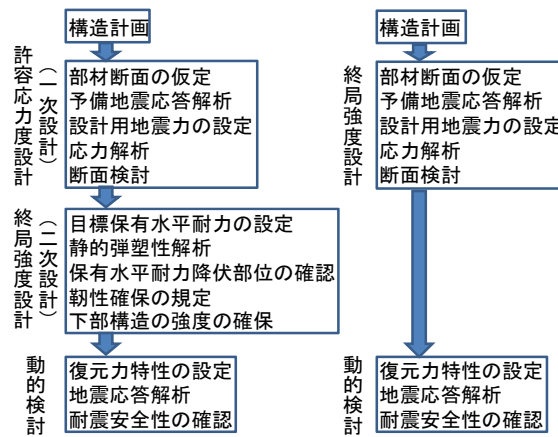 構造計画
許容応力度設計
(一次設計)
部材断面の仮定
予備地震応答解析
設計用地震力の設定
応力解析
断面検討
終局強度設計
(二次設計)
目標保有水平耐力の設定
静的弾塑性解析
保有水平耐力降伏部位の確認
靭性確保の規定
下部構造の強度の確保
動的検討
復元力特性の設定
地震応答解析
耐震安全性の確認
構造計画
終局強度設計
部材断面の仮定
予備地震応答解析
設計用地震力の設定
応力解析
断面検討
動的検討
復元力特性の設定
地震応答解析
耐震安全性の確認